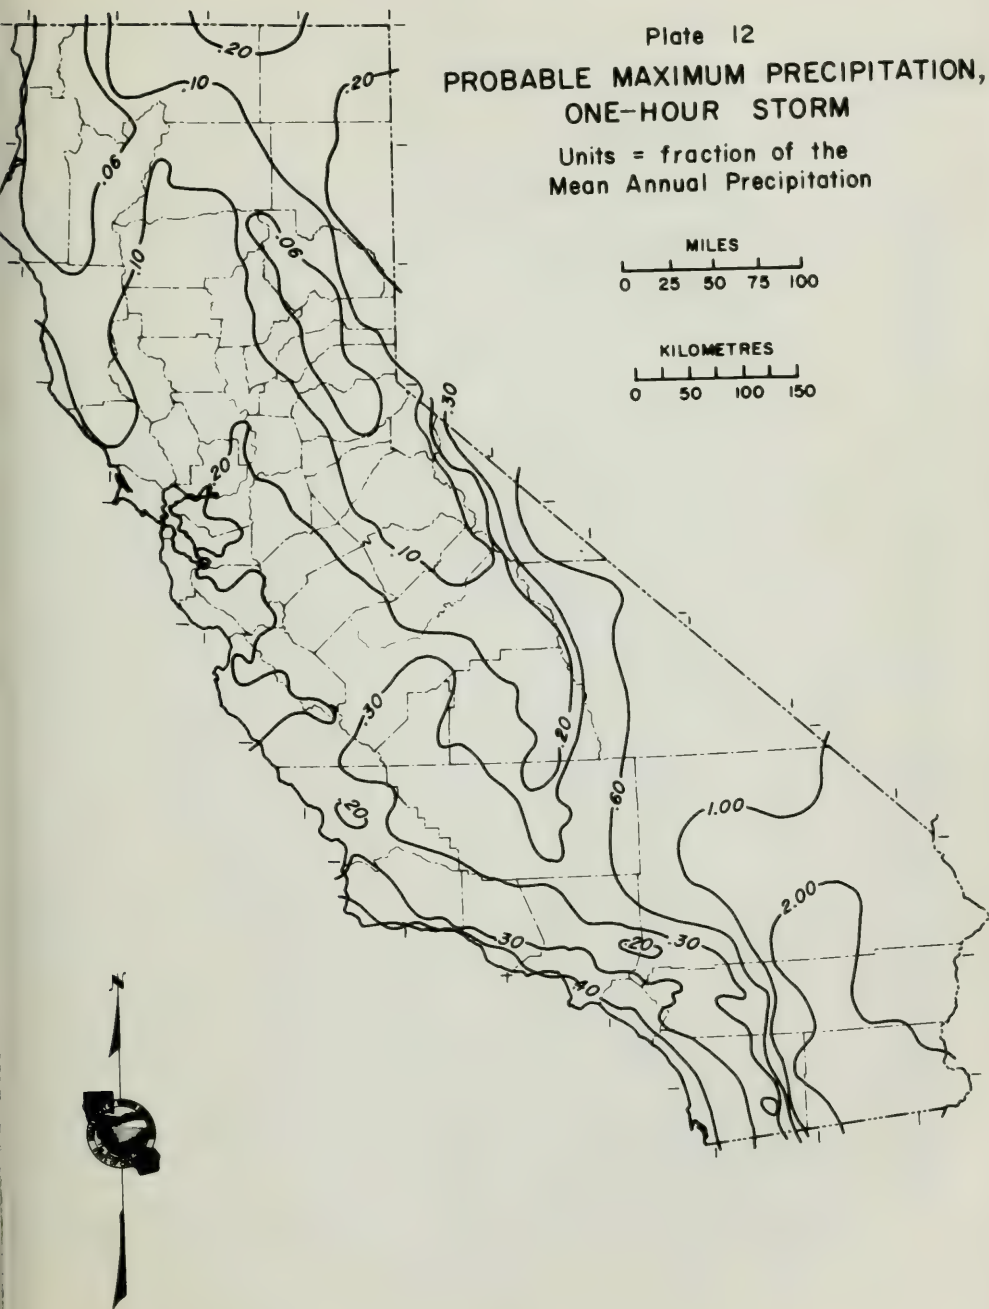 Plate 12
PROBABLE MAXIMUM PRECIPITATION,
ONE-HOUR STORM
Units = fraction of the
Mean Annual Precipitation
MILES
0 25 50 75 100
KILOMETRES
0 50 100 150
.20
.10
.20
.06
.06
.10
.30
.20
.10
.30
.20
.60
1.00
.20
2.00
.30
.20
.30
.40
N